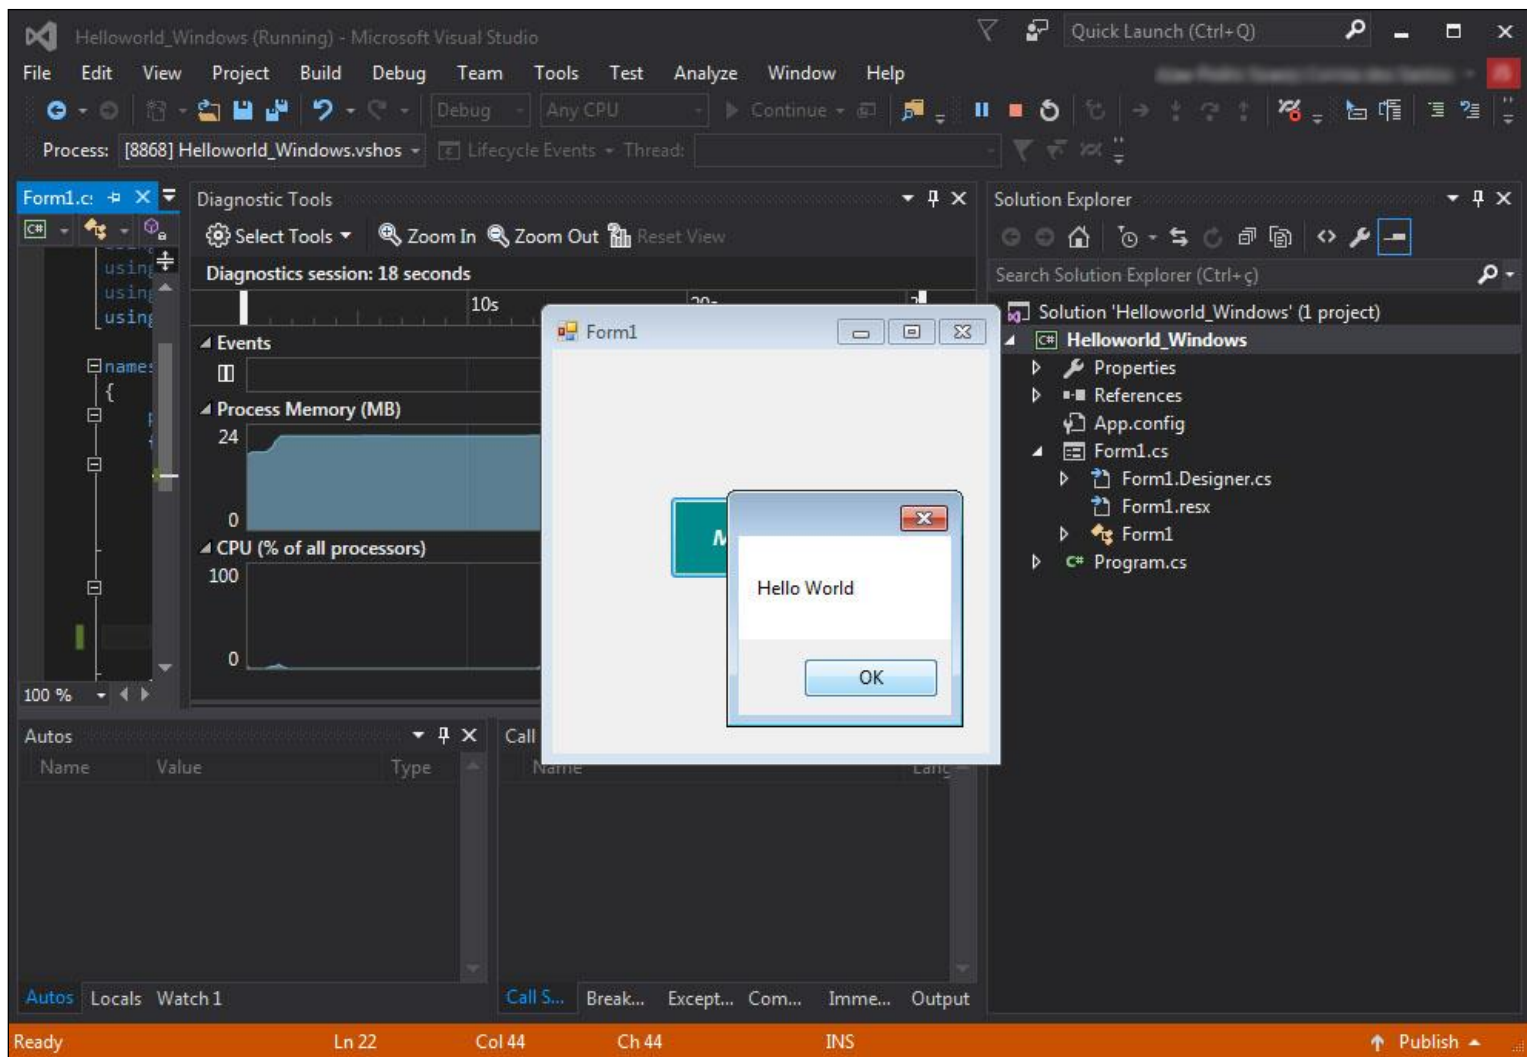 Helloworld_Windows (Running) - Microsoft Visual Studio
Quick Launch (Ctrl+Q)
File Edit View Project Build Debug Team Tools Test Analyze Window Help
Debug Any CPU Continue
Process: [8868] Helloworld_Windows.vshos Lifecycle Events Thread:
Form1.c
using
using
using
names
{
100 %
Diagnostic Tools
Select Tools Zoom In Zoom Out Reset View
Diagnostics session: 18 seconds
10s
Events
Process Memory (MB)
24
0
CPU (% of all processors)
100
0
Form1
Hello World
OK
Solution Explorer
Search Solution Explorer (Ctrl+ç)
Solution 'Helloworld_Windows' (1 project)
C# Helloworld_Windows
Properties
References
App.config
Form1.cs
Form1.Designer.cs
Form1.resx
Form1
C# Program.cs
Autos
Name Value Type
Autos Locals Watch 1
Call
Name Lang
Call S... Break... Except... Com... Imme... Output
Ready Ln 22 Col 44 Ch 44 INS Publish